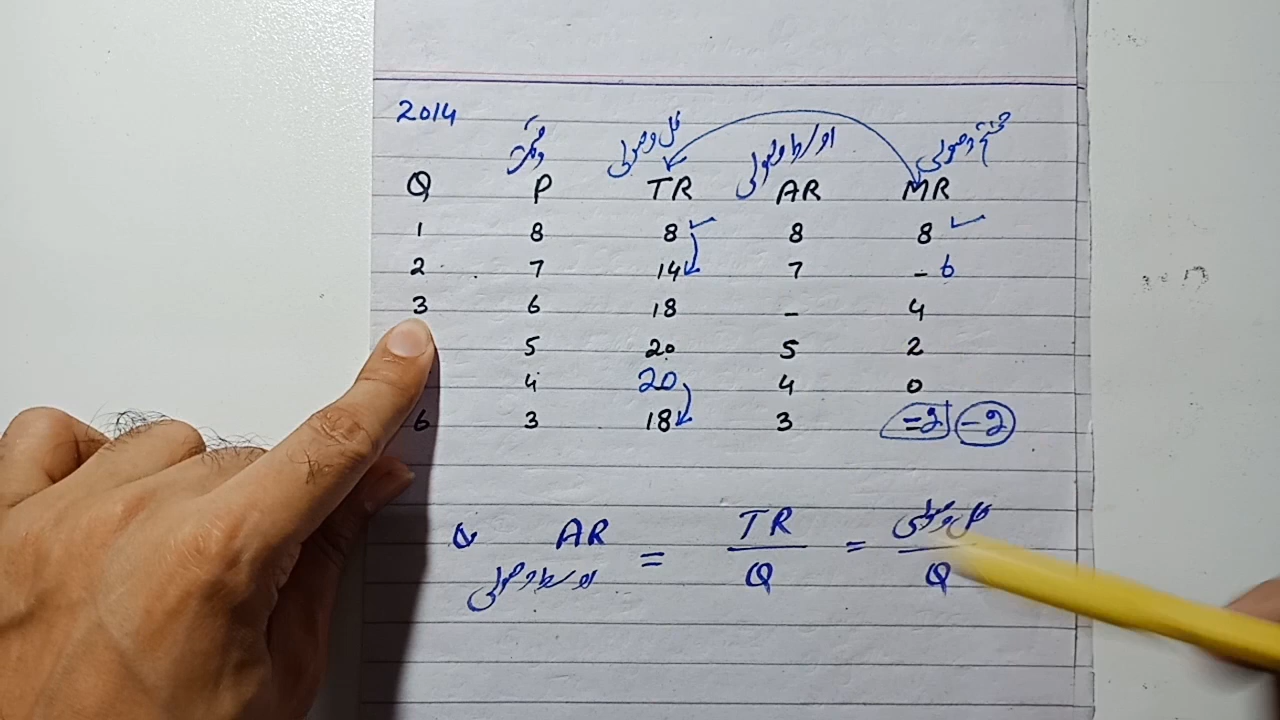 2014
قیمت کل وصولی اوسط وصولی مختتم وصولی
Q P TR AR MR
1 8 8 8 8
2 7 14 7 - 6
3 6 18 - 4
5 20 5 2
4 20 4 0
6 3 18 3 =2 -2
AR = TR / Q = کل وصولی / Q
اوسط وصولی